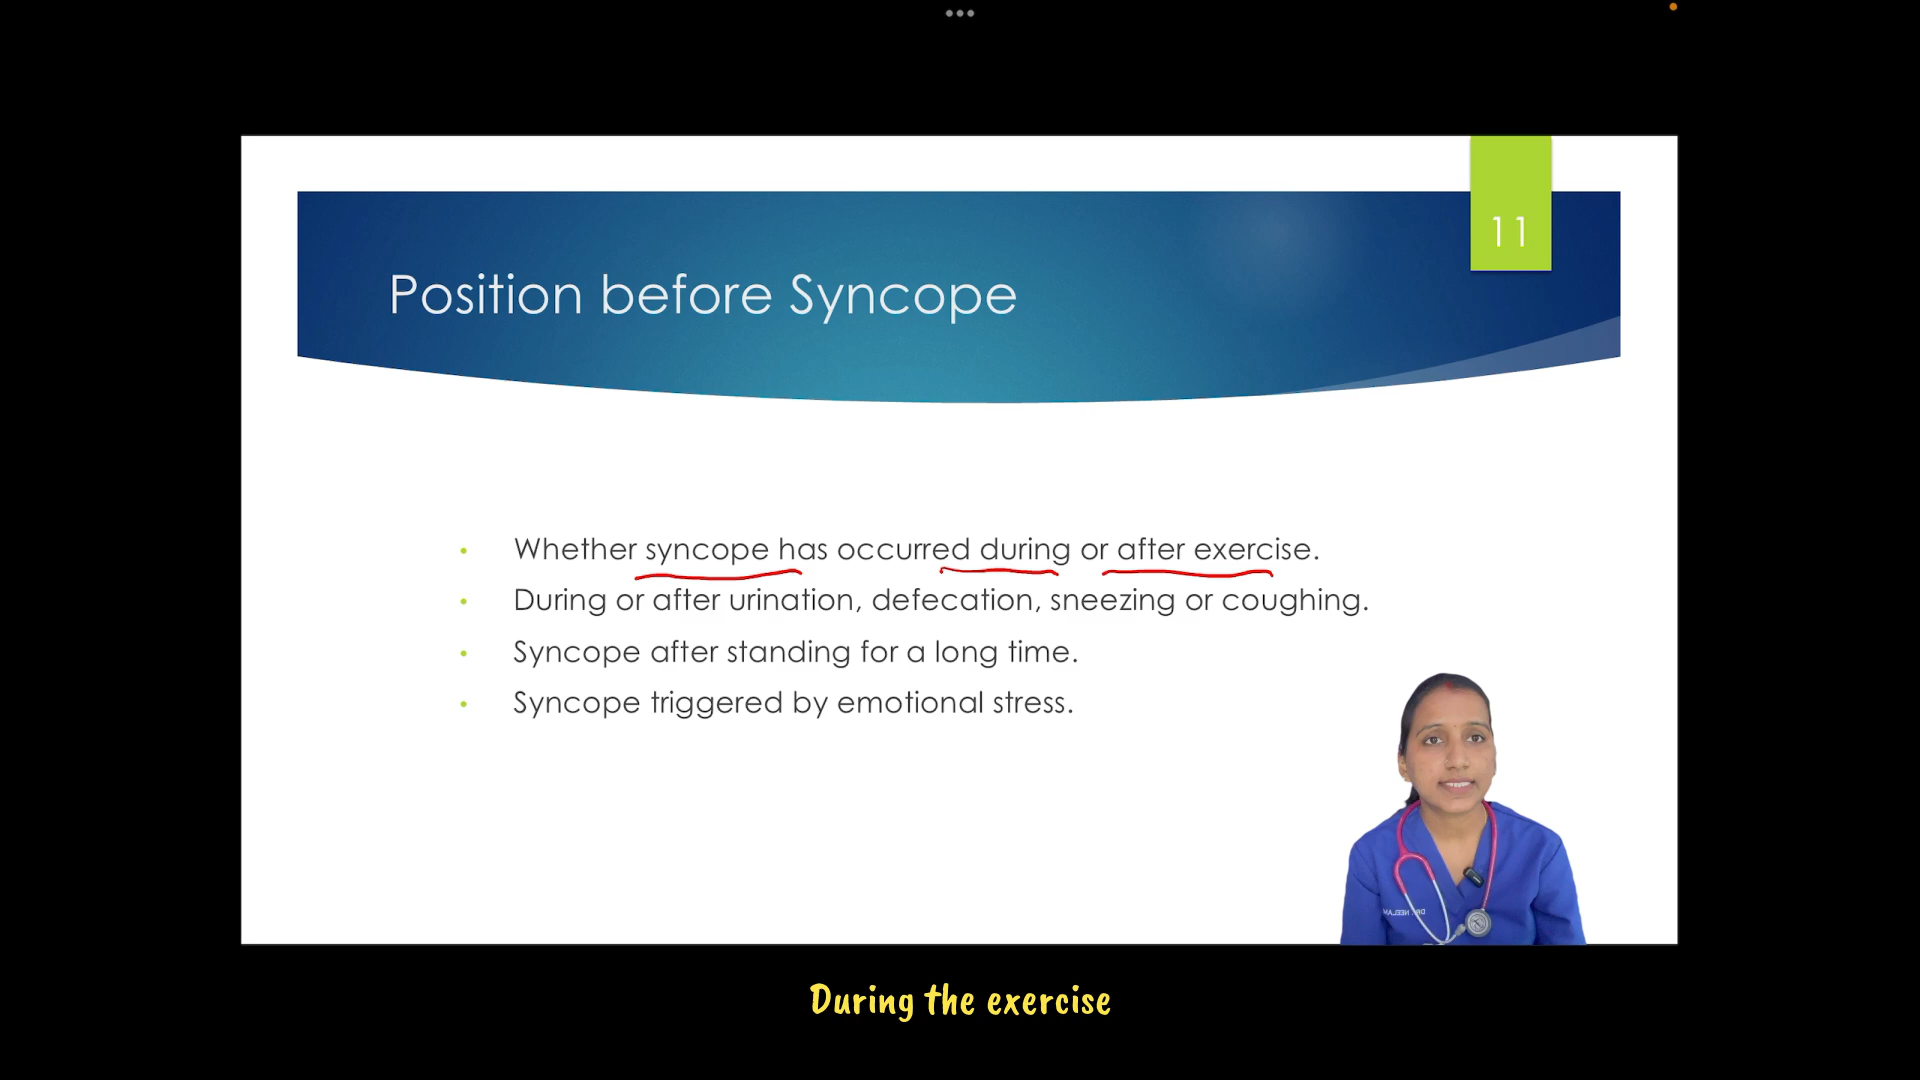 11
Position before Syncope
• Whether syncope has occurred during or after exercise.
• During or after urination, defecation, sneezing or coughing.
• Syncope after standing for a long time.
• Syncope triggered by emotional stress.
During the exercise